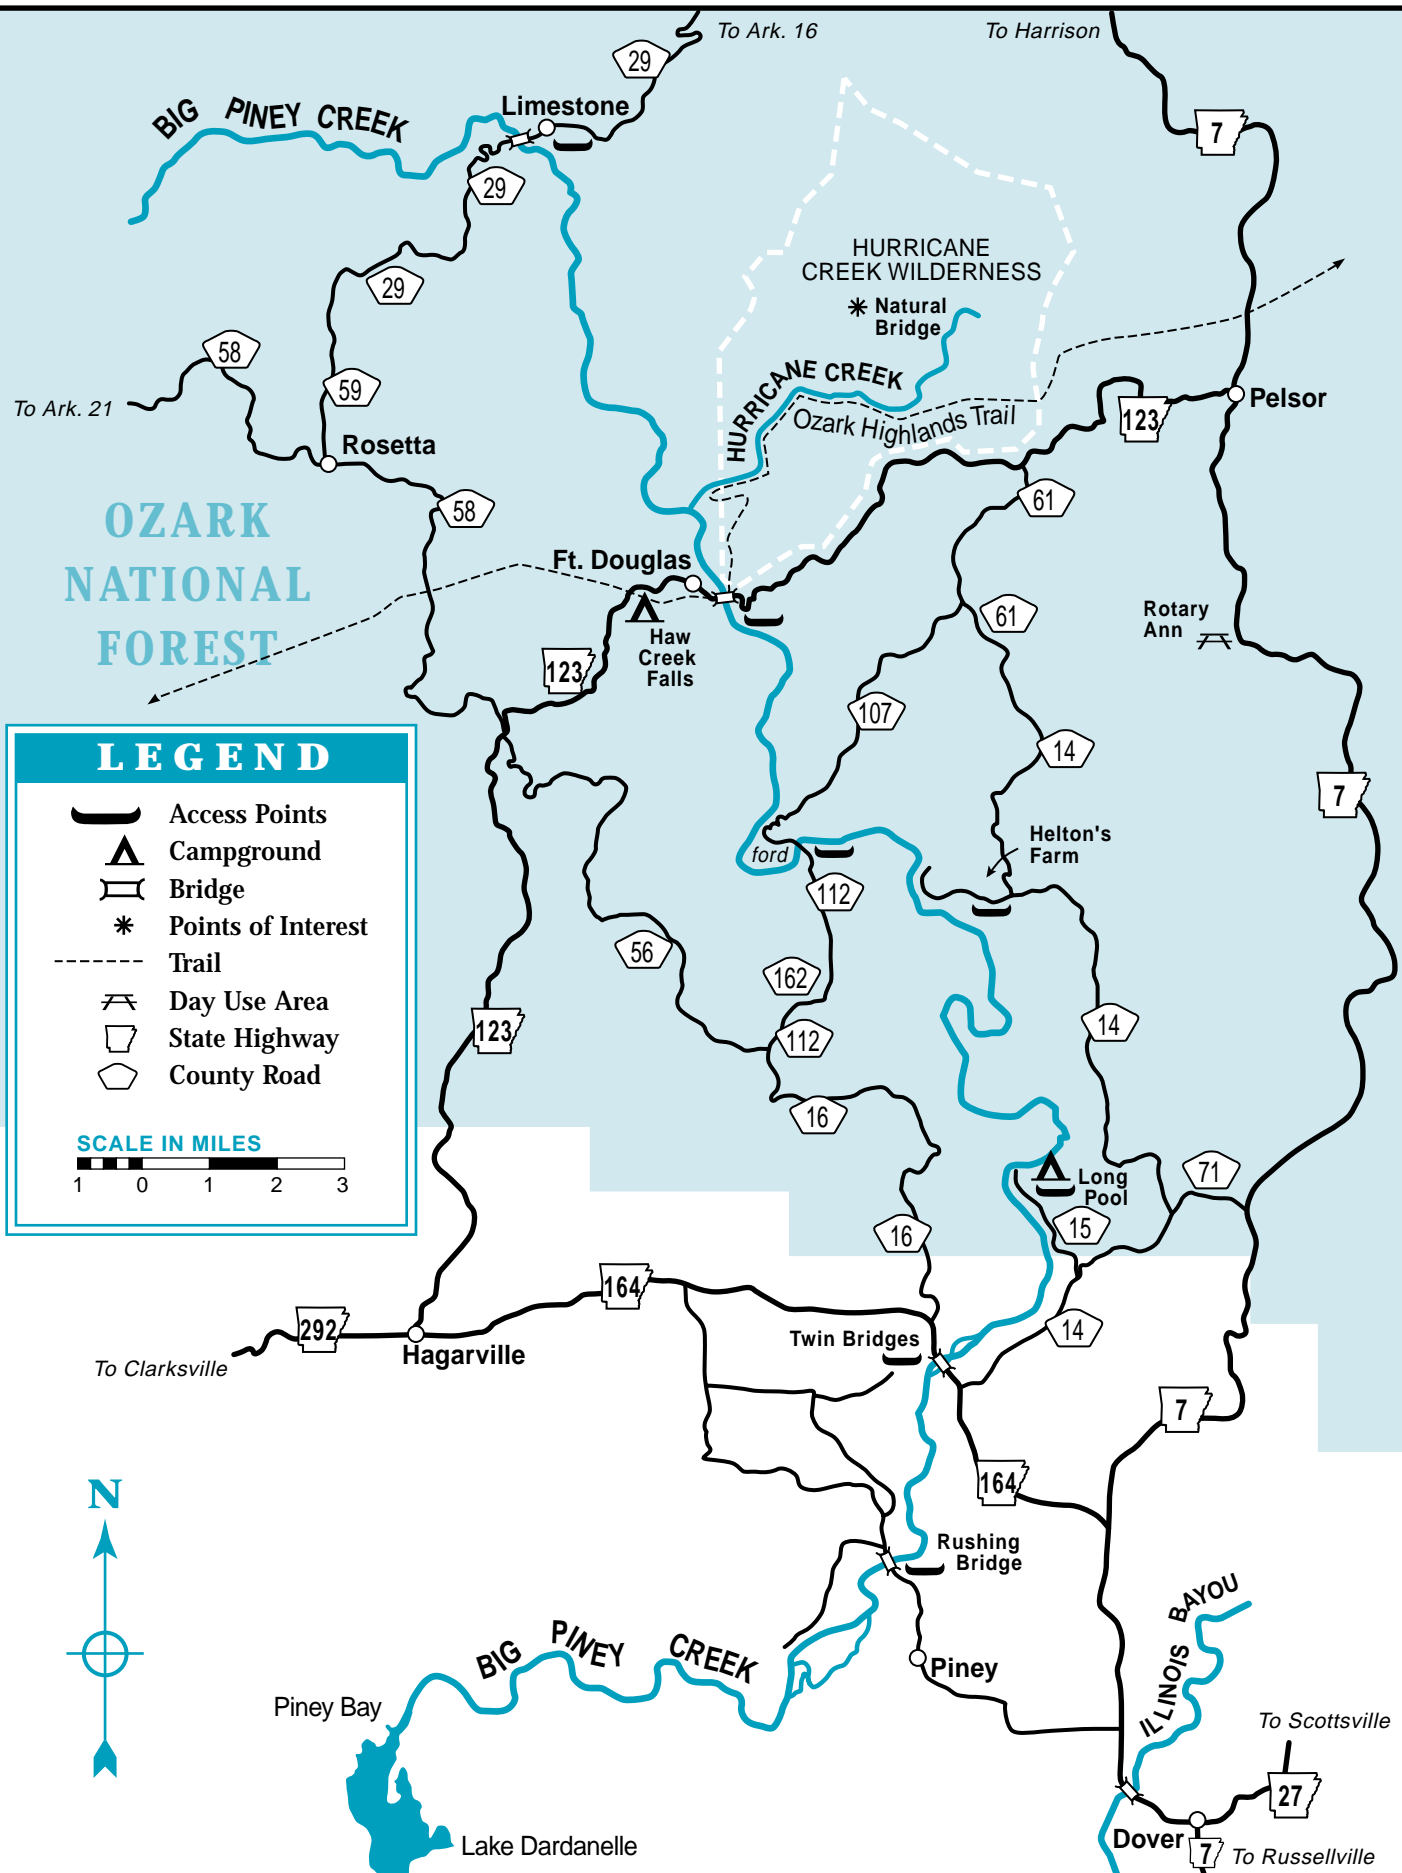 To Ark. 16
To Harrison
29
BIG PINEY CREEK
Limestone
7
29
HURRICANE
CREEK WILDERNESS
29
Natural
Bridge
58
59
HURRICANE CREEK
To Ark. 21
Pelsor
123
Ozark Highlands Trail
Rosetta
61
58
OZARK
NATIONAL
FOREST
Ft. Douglas
61
Rotary
Ann
Haw
Creek
Falls
123
107
14
7
LEGEND
Access Points
Campground
Bridge
Points of Interest
Trail
Day Use Area
State Highway
County Road
SCALE IN MILES
1 0 1 2 3
Helton's
Farm
ford
112
56
162
123
112
14
16
Long
Pool
71
15
16
164
292
Hagarville
To Clarksville
Twin Bridges
14
7
164
N
Rushing
Bridge
ILLINOIS BAYOU
BIG PINEY CREEK
Piney
Piney Bay
To Scottsville
27
Lake Dardanelle
Dover
7
To Russellville